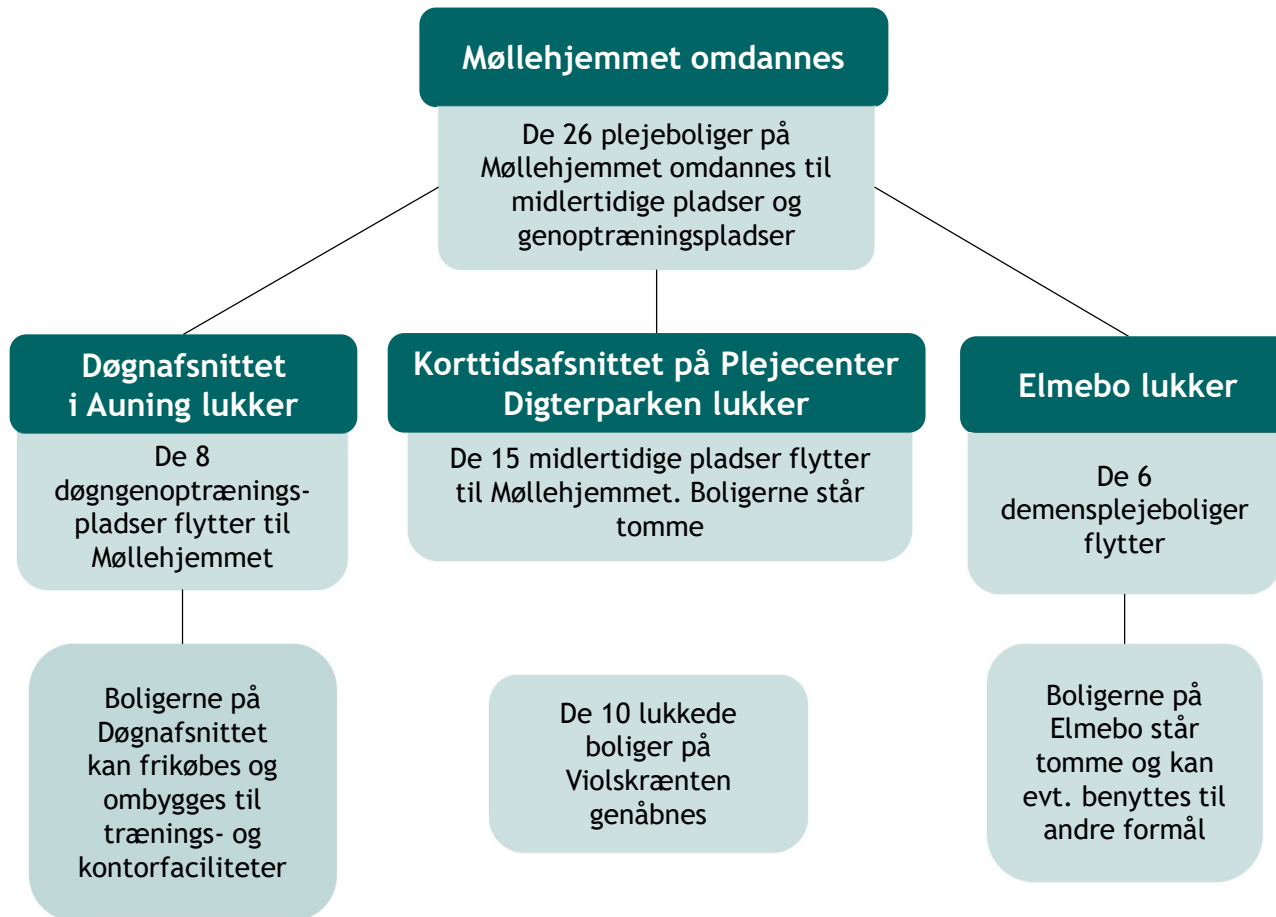 Møllehjemmet omdannes
De 26 plejeboliger på
Møllehjemmet omdannes til
midlertidige pladser og
genoptræningspladser
Døgnafsnittet
i Auning lukker
De 8
døgngenoptrænings-
pladser flytter til
Møllehjemmet
Korttidsafsnittet på Plejecenter
Digterparken lukker
De 15 midlertidige pladser flytter
til Møllehjemmet. Boligerne står
tomme
Elmebo lukker
De 6
demensplejeboliger
flytter
Boligerne på
Døgnafsnittet
kan frikøbes og
ombygges til
trænings- og
kontorfaciliteter
De 10 lukkede
boliger på
Violskrænten
genåbnes
Boligerne på
Elmebo står
tomme og kan
evt. benyttes til
andre formål